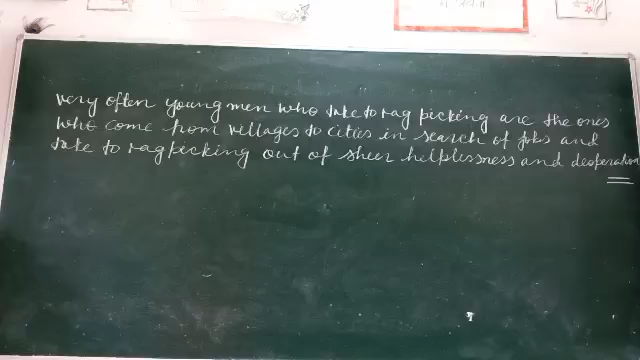 very often young men who take to rag picking are the ones
who come from villages to cities in search of jobs and
take to ragpicking out of sheer helplessness and desperation